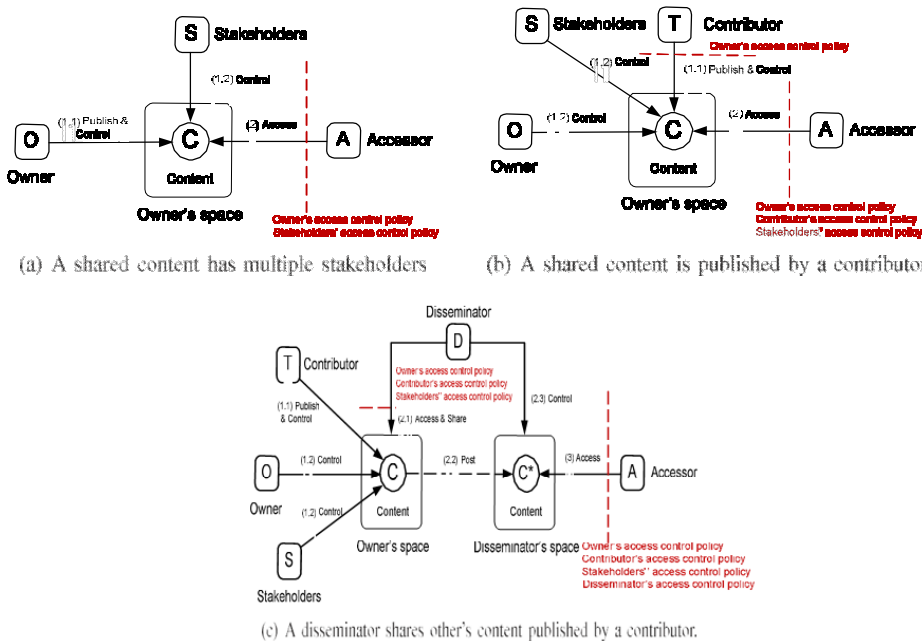 S
Stakeholders
(1.2) Control
(1.1) Publish &
Control
(2) Access
O
C
A
Accessor
Owner
Content
Owner's space
Owner's access control policy
Stakeholders' access control policy
(a) A shared content has multiple stakeholders
S
Stakeholders
T
Contributor
Owner's access control policy
(1.2) Control
(1.1) Publish & Control
(1.2) Control
(2) Access
O
C
A
Accessor
Owner
Content
Owner's space
Owner's access control policy
Contributor's access control policy
Stakeholders'' access control policy
(b) A shared content is published by a contributor
Disseminator
D
T
Contributor
Owner's access control policy
Contributor's access control policy
Stakeholders'' access control policy
(1.1) Publish
& Control
(2.1) Access & Share
(2.3) Control
(1.2) Control
(2.2) Post
(3) Access
O
C
C*
A
Accessor
Owner
(1.2) Control
Content
Content
Owner's space
Disseminator's space
S
Stakeholders
Owner's access control policy
Contributor's access control policy
Stakeholders'' access control policy
Disseminator's access control policy
(c) A disseminator shares other's content published by a contributor.